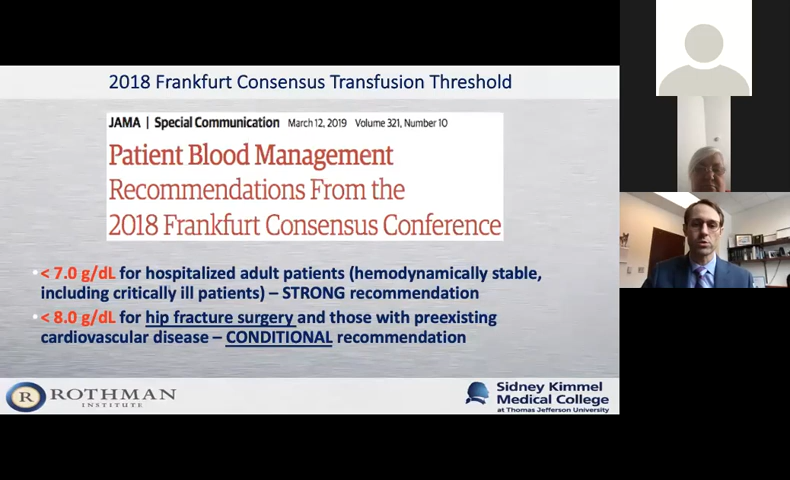 2018 Frankfurt Consensus Transfusion Threshold
JAMA | Special Communication March 12, 2019 Volume 321, Number 10
Patient Blood Management
Recommendations From the
2018 Frankfurt Consensus Conference
• < 7.0 g/dL for hospitalized adult patients (hemodynamically stable,
including critically ill patients) – STRONG recommendation
• < 8.0 g/dL for hip fracture surgery and those with preexisting
cardiovascular disease – CONDITIONAL recommendation
R ROTHMAN
INSTITUTE
Sidney Kimmel
Medical College
at Thomas Jefferson University